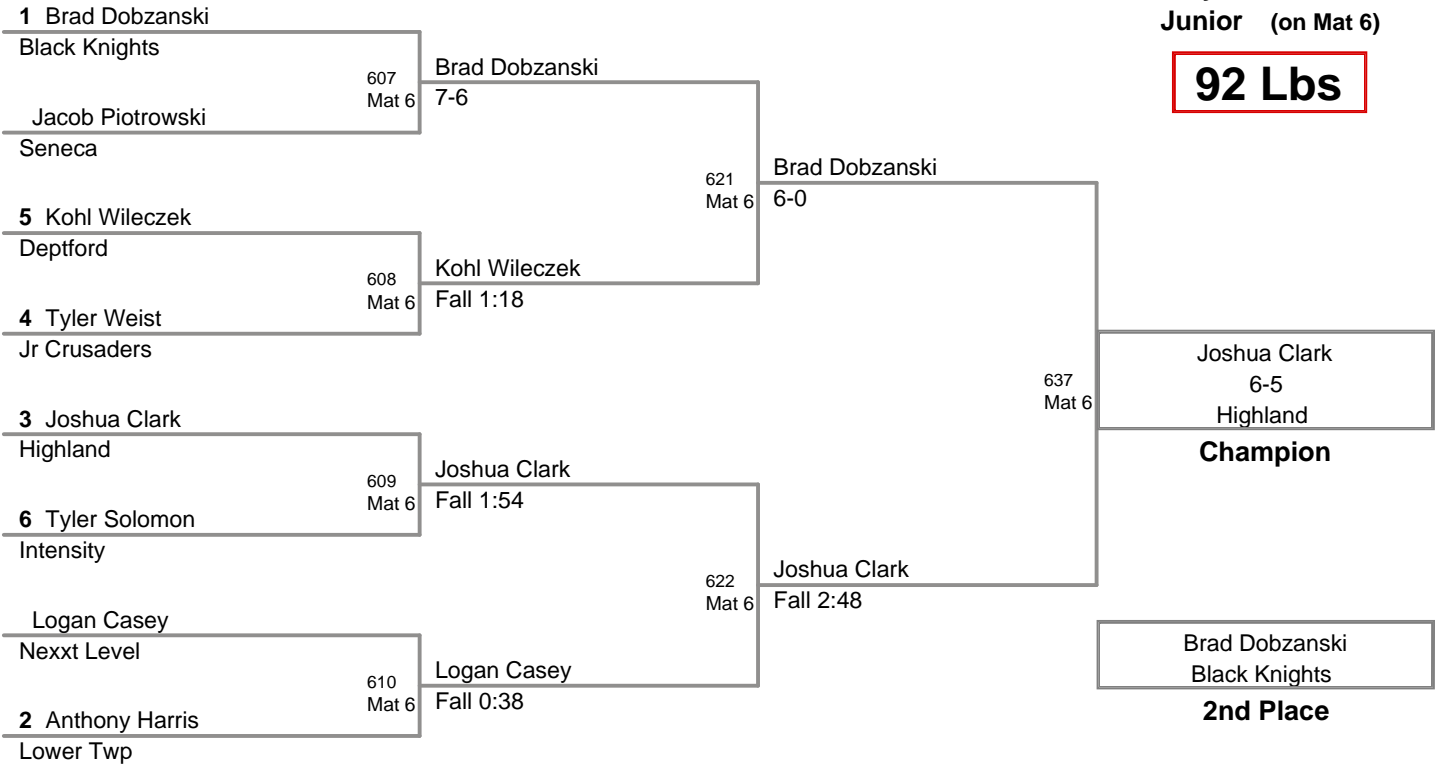 Junior (on Mat 6)
92 Lbs
1 Brad Dobzanski
Black Knights
607
Mat 6
Jacob Piotrowski
Seneca
Brad Dobzanski
7-6
5 Kohl Wileczek
Deptford
608
Mat 6
4 Tyler Weist
Jr Crusaders
Kohl Wileczek
Fall 1:18
621
Mat 6
Brad Dobzanski
6-0
3 Joshua Clark
Highland
609
Mat 6
6 Tyler Solomon
Intensity
Joshua Clark
Fall 1:54
Logan Casey
Nexxt Level
610
Mat 6
2 Anthony Harris
Lower Twp
Logan Casey
Fall 0:38
622
Mat 6
Joshua Clark
Fall 2:48
637
Mat 6
Joshua Clark
6-5
Highland
Champion
Brad Dobzanski
Black Knights
2nd Place